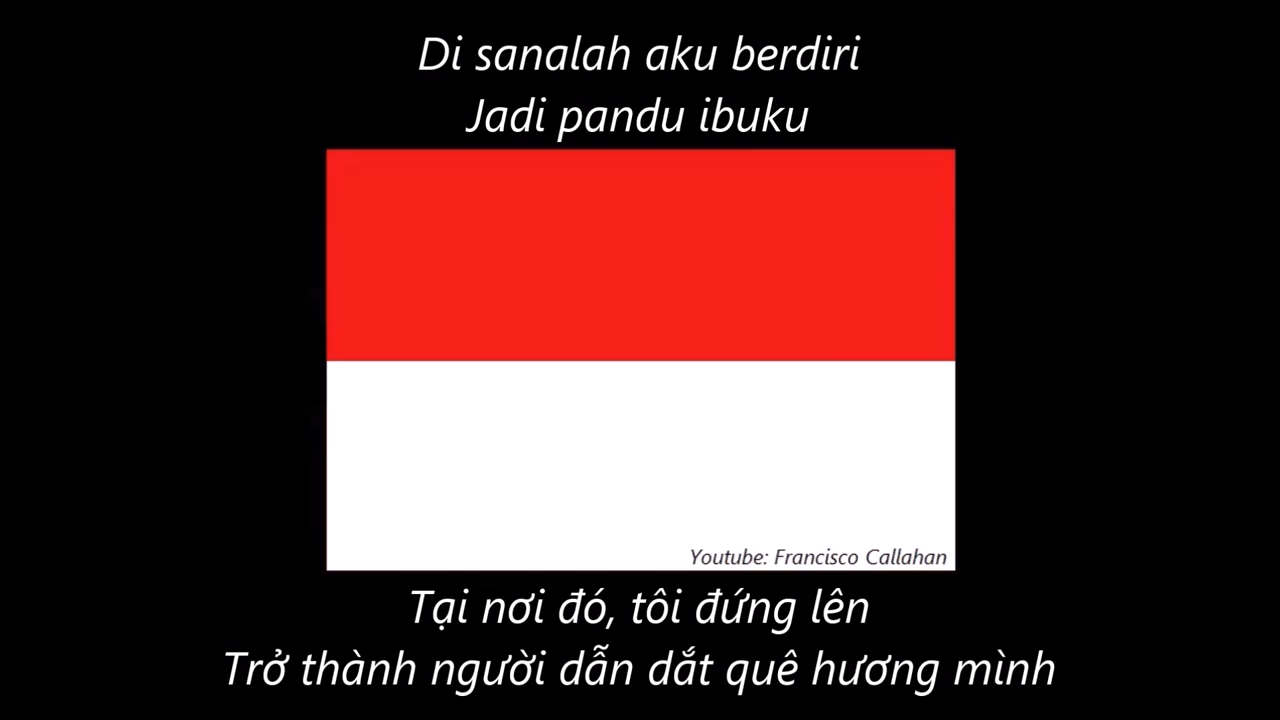 Di sanalah aku berdiri
Jadi pandu ibuku
Youtube: Francisco Callahan
Tại nơi đó, tôi đứng lên
Trở thành người dẫn dắt quê hương mình